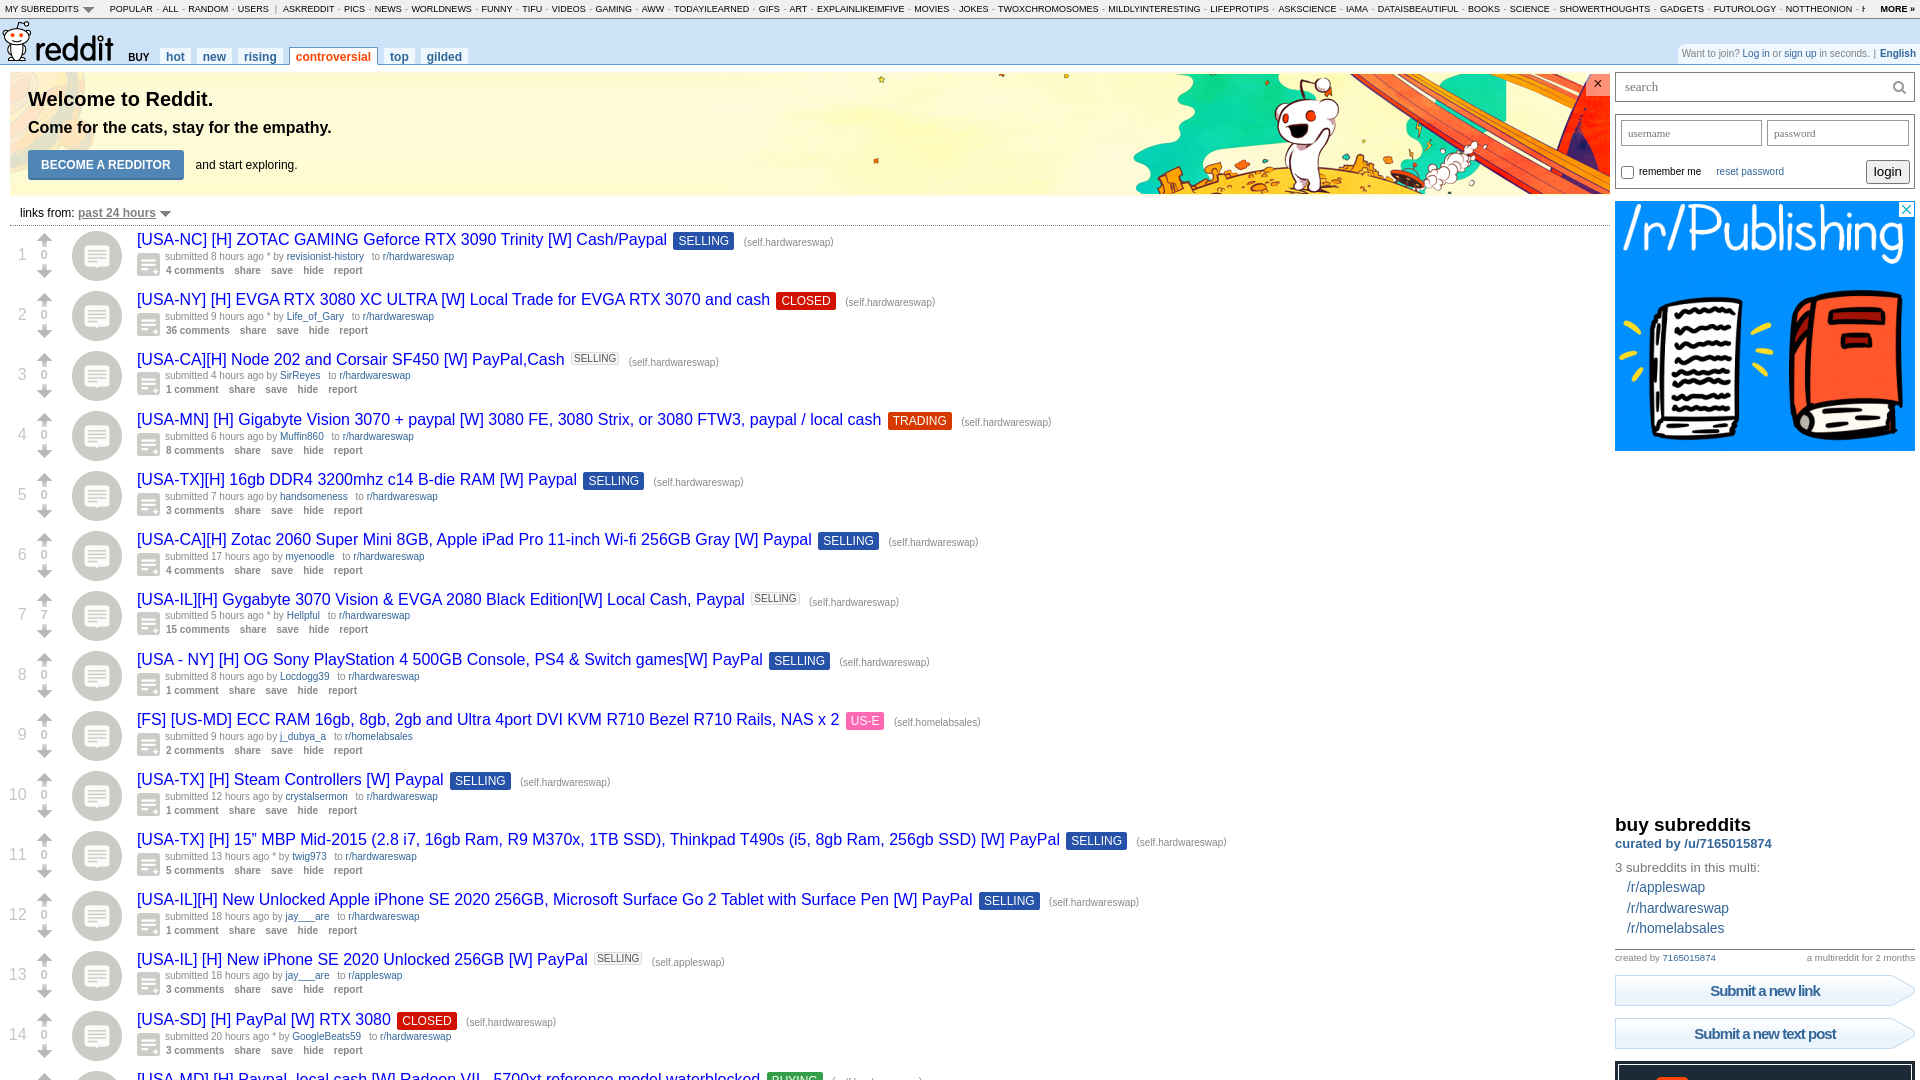 MY SUBREDDITS POPULAR - ALL - RANDOM - USERS | ASKREDDIT - PICS - NEWS - WORLDNEWS - FUNNY - TIFU - VIDEOS - GAMING - AWW - TODAYILEARNED - GIFS - ART - EXPLAINLIKEIMFIVE - MOVIES - JOKES - TWOXCHROMOSOMES - MILDLYINTERESTING - LIFEPROTIPS - ASKSCIENCE - IAMA - DATAISBEAUTIFUL - BOOKS - SCIENCE - SHOWERTHOUGHTS - GADGETS - FUTUROLOGY - NOTTHEONION - MORE »
reddit BUY hot new rising controversial top gilded
Want to join? Log in or sign up in seconds. | English
Welcome to Reddit.
Come for the cats, stay for the empathy.
BECOME A REDDITOR and start exploring.
×
links from: past 24 hours
1 0 [USA-NC] [H] ZOTAC GAMING Geforce RTX 3090 Trinity [W] Cash/Paypal SELLING (self.hardwareswap)
submitted 8 hours ago * by revisionist-history to r/hardwareswap
4 comments share save hide report
2 0 [USA-NY] [H] EVGA RTX 3080 XC ULTRA [W] Local Trade for EVGA RTX 3070 and cash CLOSED (self.hardwareswap)
submitted 9 hours ago * by Life_of_Gary to r/hardwareswap
36 comments share save hide report
3 0 [USA-CA][H] Node 202 and Corsair SF450 [W] PayPal,Cash SELLING (self.hardwareswap)
submitted 4 hours ago by SirReyes to r/hardwareswap
1 comment share save hide report
4 0 [USA-MN] [H] Gigabyte Vision 3070 + paypal [W] 3080 FE, 3080 Strix, or 3080 FTW3, paypal / local cash TRADING (self.hardwareswap)
submitted 6 hours ago by Muffin860 to r/hardwareswap
8 comments share save hide report
5 0 [USA-TX][H] 16gb DDR4 3200mhz c14 B-die RAM [W] Paypal SELLING (self.hardwareswap)
submitted 7 hours ago by handsomeness to r/hardwareswap
3 comments share save hide report
6 0 [USA-CA][H] Zotac 2060 Super Mini 8GB, Apple iPad Pro 11-inch Wi-fi 256GB Gray [W] Paypal SELLING (self.hardwareswap)
submitted 17 hours ago by myenoodle to r/hardwareswap
4 comments share save hide report
7 7 [USA-IL][H] Gygabyte 3070 Vision & EVGA 2080 Black Edition[W] Local Cash, Paypal SELLING (self.hardwareswap)
submitted 5 hours ago * by Hellpful to r/hardwareswap
15 comments share save hide report
8 0 [USA - NY] [H] OG Sony PlayStation 4 500GB Console, PS4 & Switch games[W] PayPal SELLING (self.hardwareswap)
submitted 8 hours ago by Locdogg39 to r/hardwareswap
1 comment share save hide report
9 0 [FS] [US-MD] ECC RAM 16gb, 8gb, 2gb and Ultra 4port DVI KVM R710 Bezel R710 Rails, NAS x 2 US-E (self.homelabsales)
submitted 9 hours ago by j_dubya_a to r/homelabsales
2 comments share save hide report
10 0 [USA-TX] [H] Steam Controllers [W] Paypal SELLING (self.hardwareswap)
submitted 12 hours ago by crystalsermon to r/hardwareswap
1 comment share save hide report
11 0 [USA-TX] [H] 15” MBP Mid-2015 (2.8 i7, 16gb Ram, R9 M370x, 1TB SSD), Thinkpad T490s (i5, 8gb Ram, 256gb SSD) [W] PayPal SELLING (self.hardwareswap)
submitted 13 hours ago * by twig973 to r/hardwareswap
5 comments share save hide report
12 0 [USA-IL][H] New Unlocked Apple iPhone SE 2020 256GB, Microsoft Surface Go 2 Tablet with Surface Pen [W] PayPal SELLING (self.hardwareswap)
submitted 18 hours ago by jay___are to r/hardwareswap
1 comment share save hide report
13 0 [USA-IL] [H] New iPhone SE 2020 Unlocked 256GB [W] PayPal SELLING (self.appleswap)
submitted 18 hours ago by jay___are to r/appleswap
3 comments share save hide report
14 0 [USA-SD] [H] PayPal [W] RTX 3080 CLOSED (self.hardwareswap)
submitted 20 hours ago * by GoogleBeats59 to r/hardwareswap
3 comments share save hide report
[USA-MD] [H] Paypal, local cash [W] Radeon VII, 5700xt reference model waterblocked BUYING
search
username password
remember me reset password login
/r/Publishing
buy subreddits
curated by /u/7165015874
3 subreddits in this multi:
/r/appleswap
/r/hardwareswap
/r/homelabsales
created by 7165015874 a multireddit for 2 months
Submit a new link
Submit a new text post